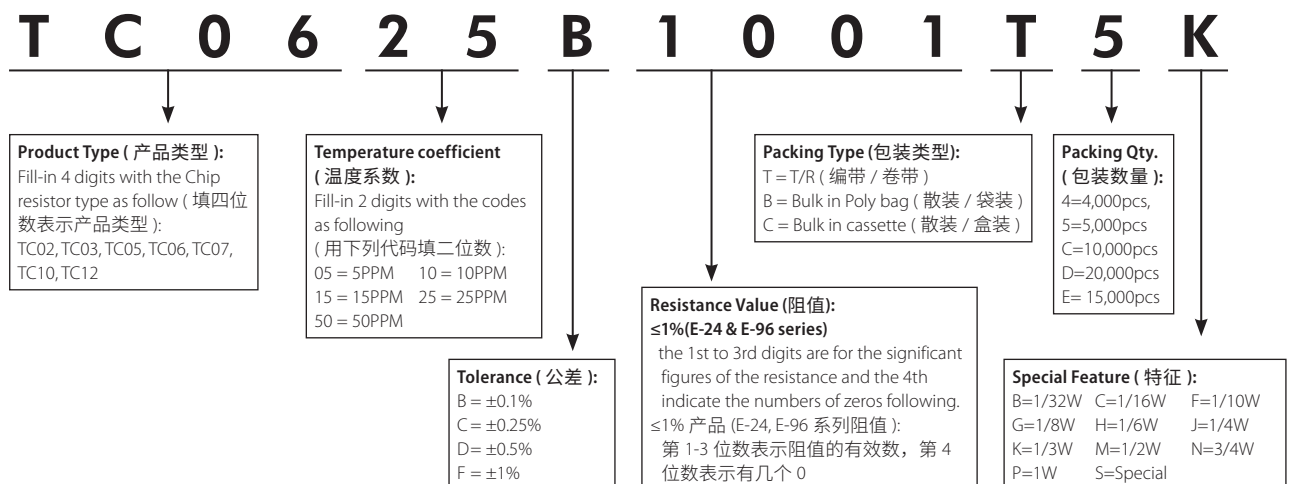 TC0625B1001T5K
Product Type ( 产品类型 ):
Fill-in 4 digits with the Chip
resistor type as follow ( 填四位
数表示产品类型 ):
TC02, TC03, TC05, TC06, TC07,
TC10, TC12
Temperature coefficient
( 温度系数 ):
Fill-in 2 digits with the codes
as following
( 用下列代码填二位数 ):
05 = 5PPM 10 = 10PPM
15 = 15PPM 25 = 25PPM
50 = 50PPM
Tolerance ( 公差 ):
B = ±0.1%
C = ±0.25%
D= ±0.5%
F = ±1%
Resistance Value (阻值):
≤1%(E-24 & E-96 series)
the 1st to 3rd digits are for the significant
figures of the resistance and the 4th
indicate the numbers of zeros following.
≤1% 产品 (E-24, E-96 系列阻值 ):
第 1-3 位数表示阻值的有效数，第 4
位数表示有几个 0
Packing Type (包装类型):
T = T/R ( 编带 / 卷带 )
B = Bulk in Poly bag ( 散装 / 袋装 )
C = Bulk in cassette ( 散装 / 盒装 )
Packing Qty.
( 包装数量 ):
4=4,000pcs,
5=5,000pcs
C=10,000pcs
D=20,000pcs
E= 15,000pcs
Special Feature ( 特征 ):
B=1/32W C=1/16W F=1/10W
G=1/8W H=1/6W J=1/4W
K=1/3W M=1/2W N=3/4W
P=1W S=Special